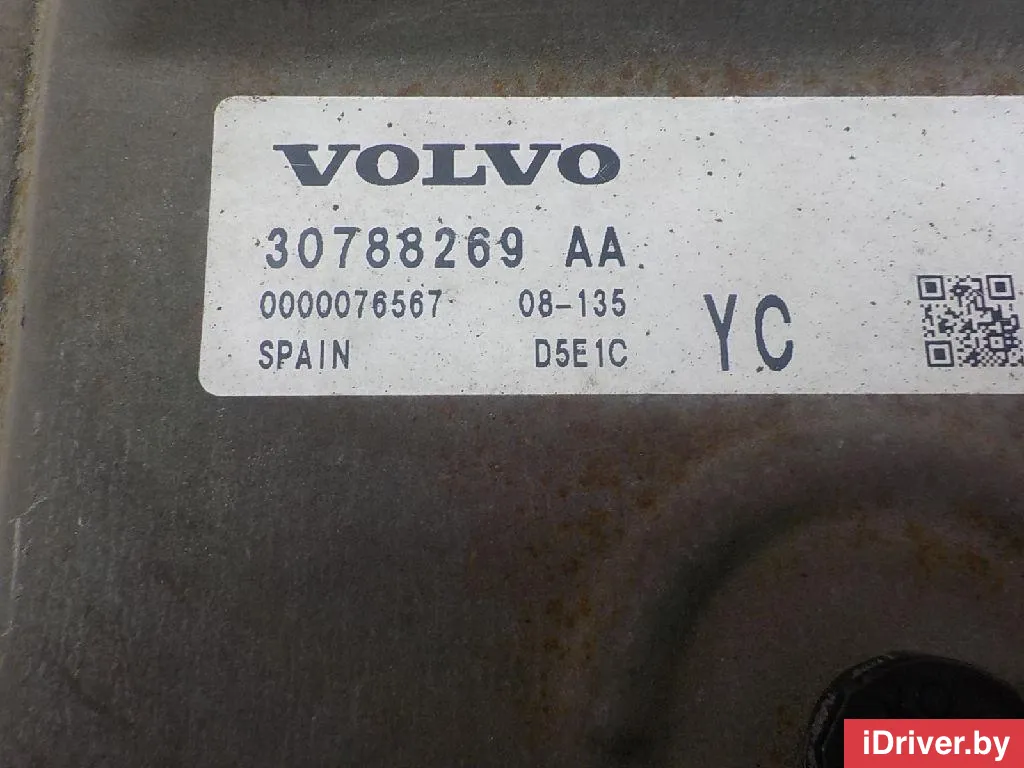 VOLVO
30788269 AA.
0000076567 08-135
SPAIN D5E1C
YC
iDriver.by